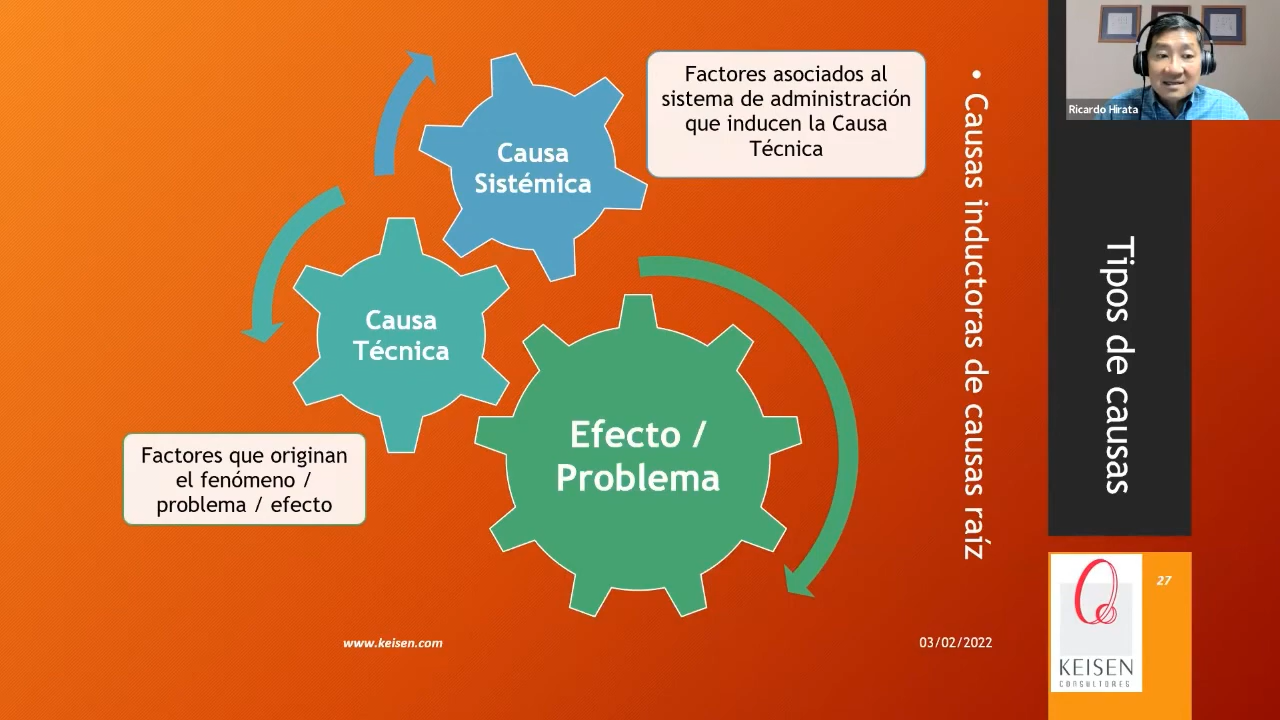 Causa
Sistémica
Factores asociados al
sistema de administración
que inducen la Causa
Técnica
Causa
Técnica
Factores que originan
el fenómeno /
problema / efecto
Efecto /
Problema
• Causas inductoras de causas raíz
Tipos de causas
Ricardo Hirata
www.keisen.com
03/02/2022
27
KEISEN
CONSULTORES